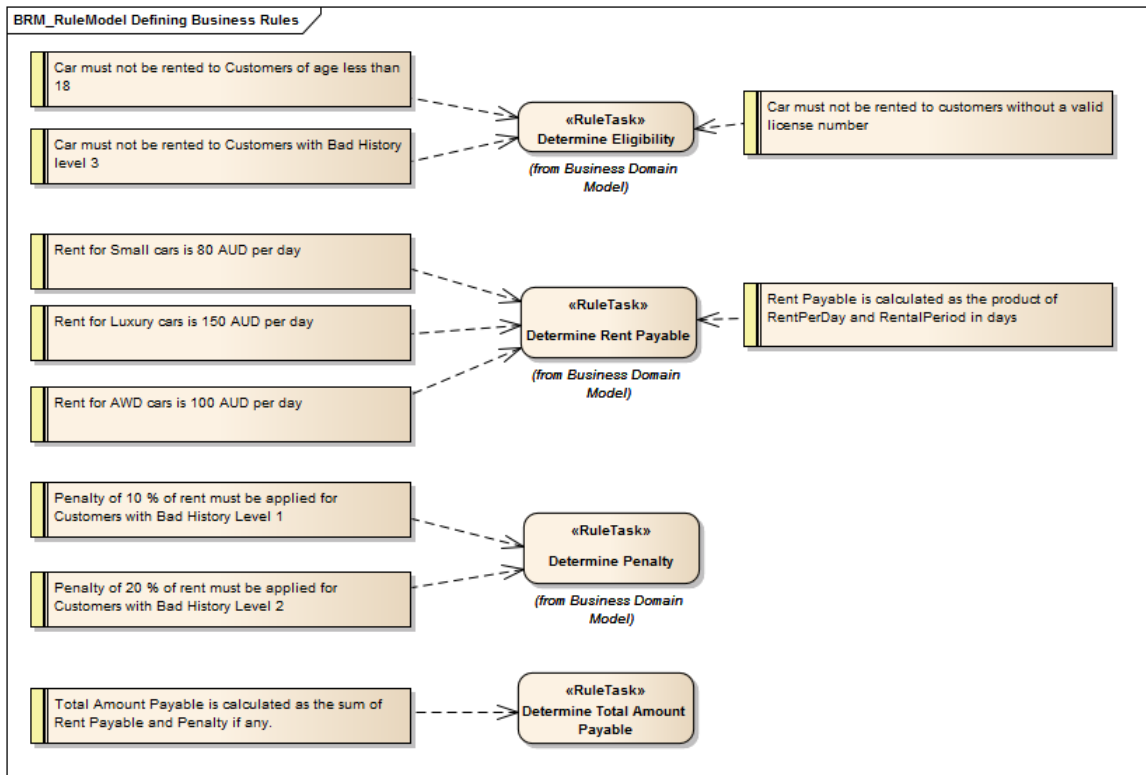 BRM_RuleModel Defining Business Rules
Car must not be rented to Customers of age less than
18
Car must not be rented to Customers with Bad History
level 3
«RuleTask»
Determine Eligibility
(from Business Domain
Model)
Car must not be rented to customers without a valid
license number
Rent for Small cars is 80 AUD per day
Rent for Luxury cars is 150 AUD per day
Rent for AWD cars is 100 AUD per day
«RuleTask»
Determine Rent Payable
(from Business Domain
Model)
Rent Payable is calculated as the product of
RentPerDay and RentalPeriod in days
Penalty of 10 % of rent must be applied for
Customers with Bad History Level 1
Penalty of 20 % of rent must be applied for
Customers with Bad History Level 2
«RuleTask»
Determine Penalty
(from Business Domain
Model)
Total Amount Payable is calculated as the sum of
Rent Payable and Penalty if any.
«RuleTask»
Determine Total Amount
Payable